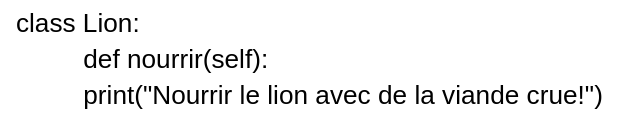 class Lion:
def nourrir(self):
print("Nourrir le lion avec de la viande crue!")